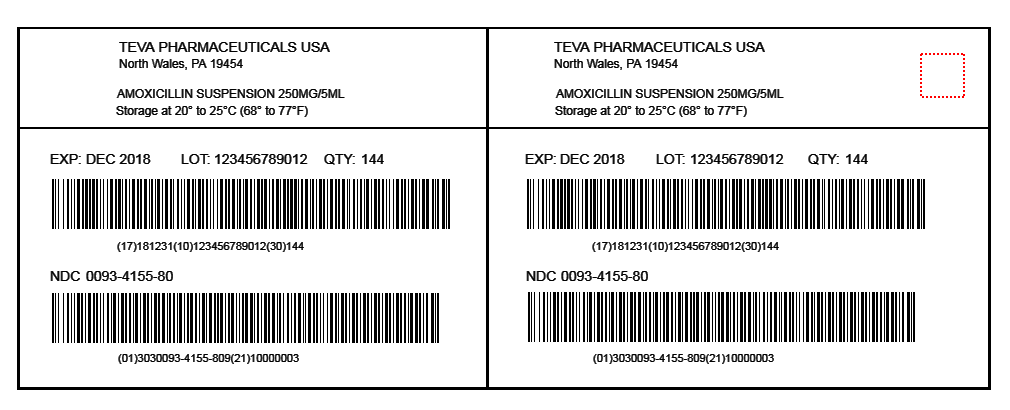 TEVA PHARMACEUTICALS USA
North Wales, PA 19454
AMOXICILLIN SUSPENSION 250MG/5ML
Storage at 20° to 25°C (68° to 77°F)
EXP: DEC 2018 LOT: 123456789012 QTY: 144
(17)181231(10)123456789012(30)144
NDC 0093-4155-80
(01)3030093-4155-809(21)10000003
TEVA PHARMACEUTICALS USA
North Wales, PA 19454
AMOXICILLIN SUSPENSION 250MG/5ML
Storage at 20° to 25°C (68° to 77°F)
EXP: DEC 2018 LOT: 123456789012 QTY: 144
(17)181231(10)123456789012(30)144
NDC 0093-4155-80
(01)3030093-4155-809(21)10000003